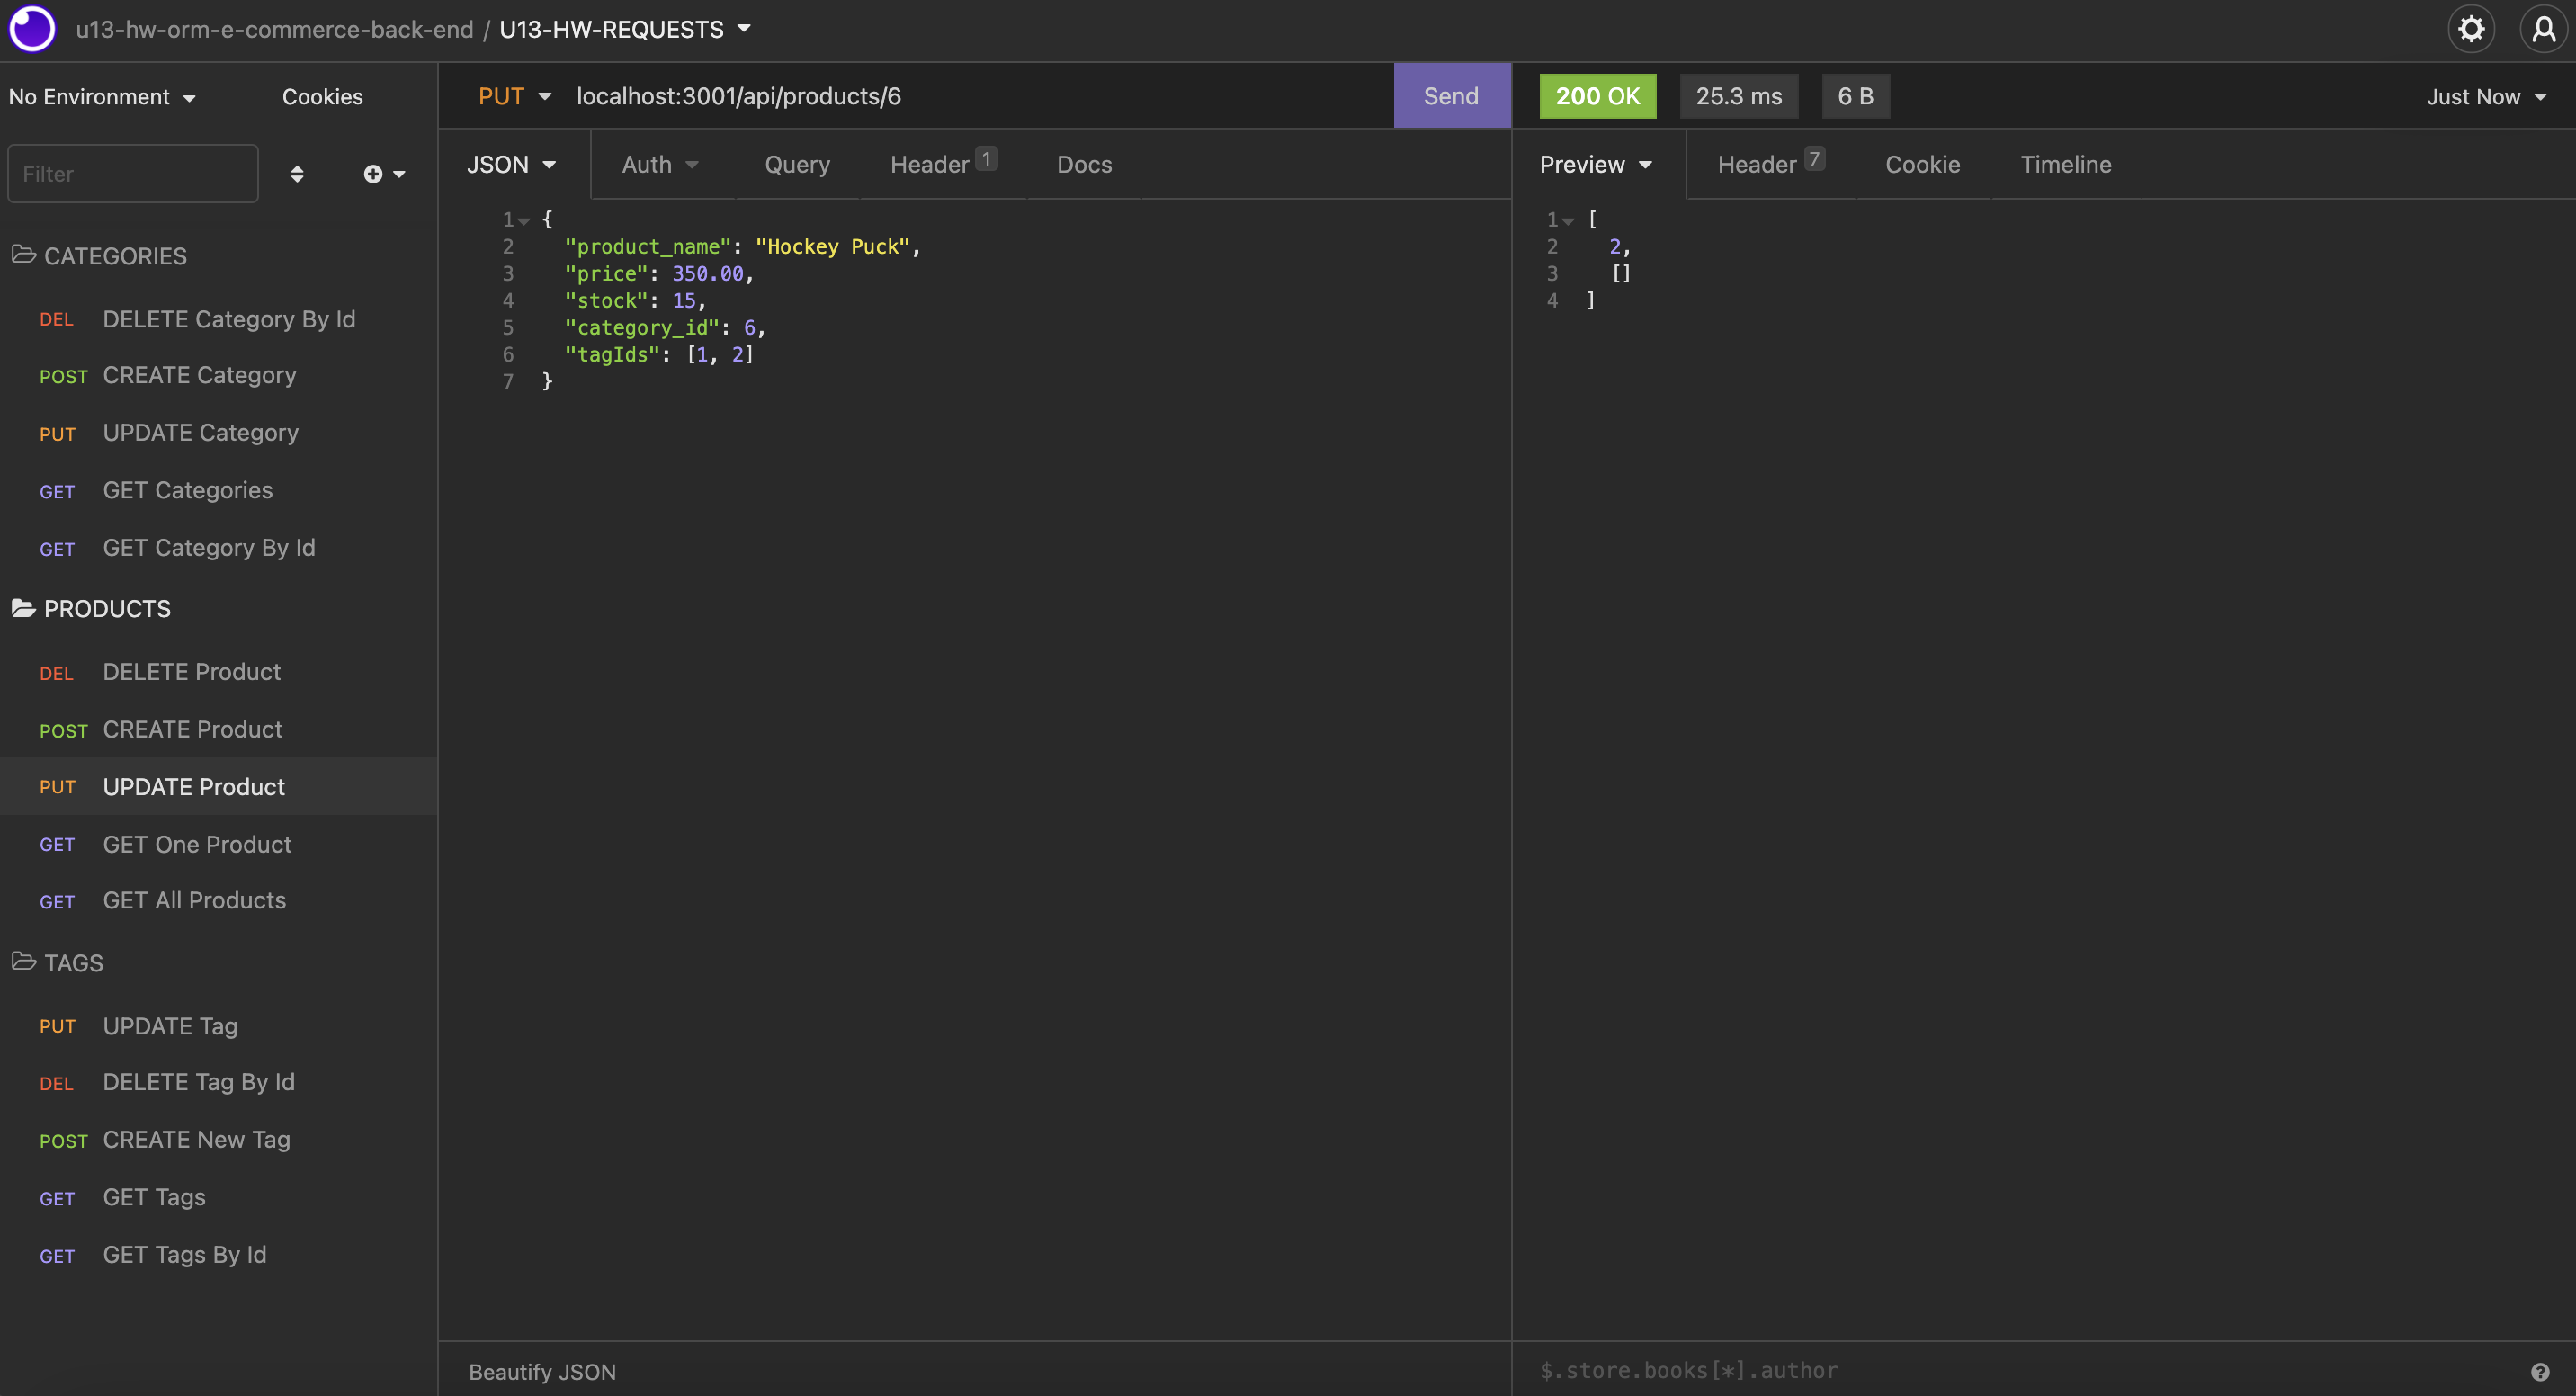 u13-hw-orm-e-commerce-back-end / U13-HW-REQUESTS
No Environment
Cookies
Filter
CATEGORIES
DEL DELETE Category By Id
POST CREATE Category
PUT UPDATE Category
GET GET Categories
GET GET Category By Id
PRODUCTS
DEL DELETE Product
POST CREATE Product
PUT UPDATE Product
GET GET One Product
GET GET All Products
TAGS
PUT UPDATE Tag
DEL DELETE Tag By Id
POST CREATE New Tag
GET GET Tags
GET GET Tags By Id
PUT localhost:3001/api/products/6 Send
JSON Auth Query Header 1 Docs
1 {
2 "product_name": "Hockey Puck",
3 "price": 350.00,
4 "stock": 15,
5 "category_id": 6,
6 "tagIds": [1, 2]
7 }
Beautify JSON
200 OK 25.3 ms 6 B Just Now
Preview Header 7 Cookie Timeline
1 [
2 2,
3 []
4 ]
$.store.books[*].author
?